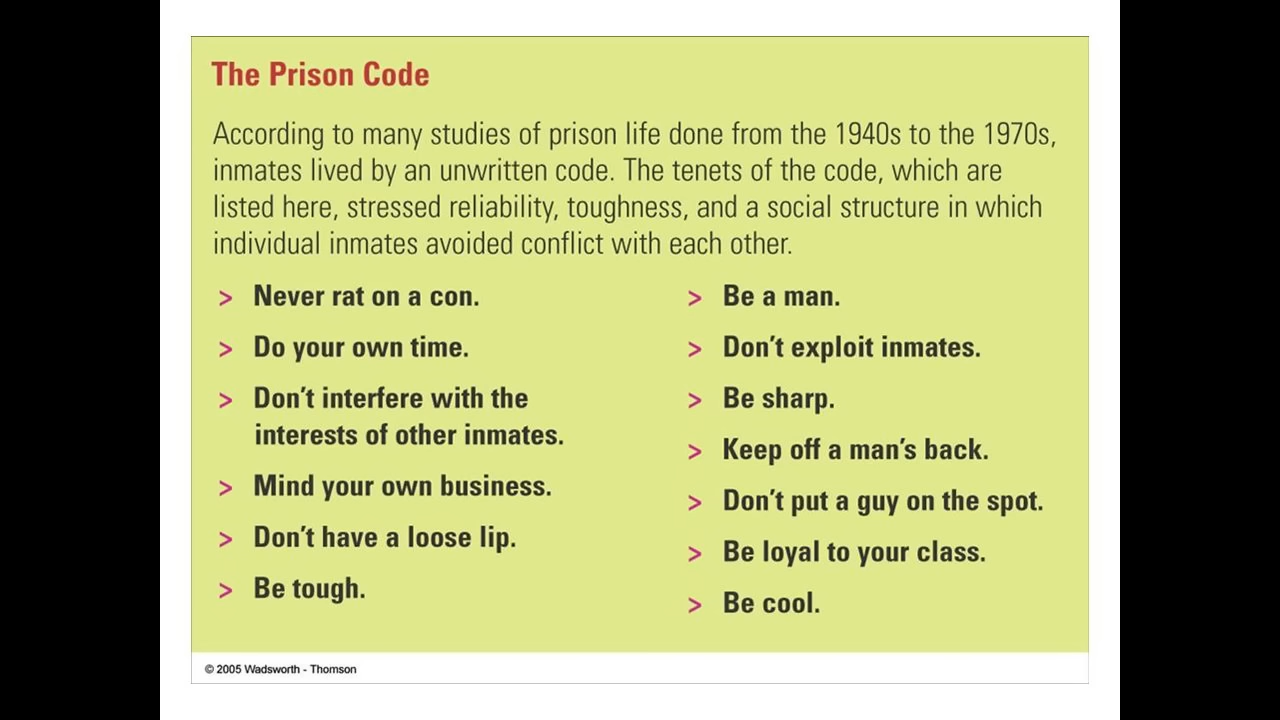 The Prison Code
According to many studies of prison life done from the 1940s to the 1970s,
inmates lived by an unwritten code. The tenets of the code, which are
listed here, stressed reliability, toughness, and a social structure in which
individual inmates avoided conflict with each other.
> Never rat on a con.
> Do your own time.
> Don't interfere with the
interests of other inmates.
> Mind your own business.
> Don't have a loose lip.
> Be tough.
> Be a man.
> Don't exploit inmates.
> Be sharp.
> Keep off a man's back.
> Don't put a guy on the spot.
> Be loyal to your class.
> Be cool.
© 2005 Wadsworth - Thomson